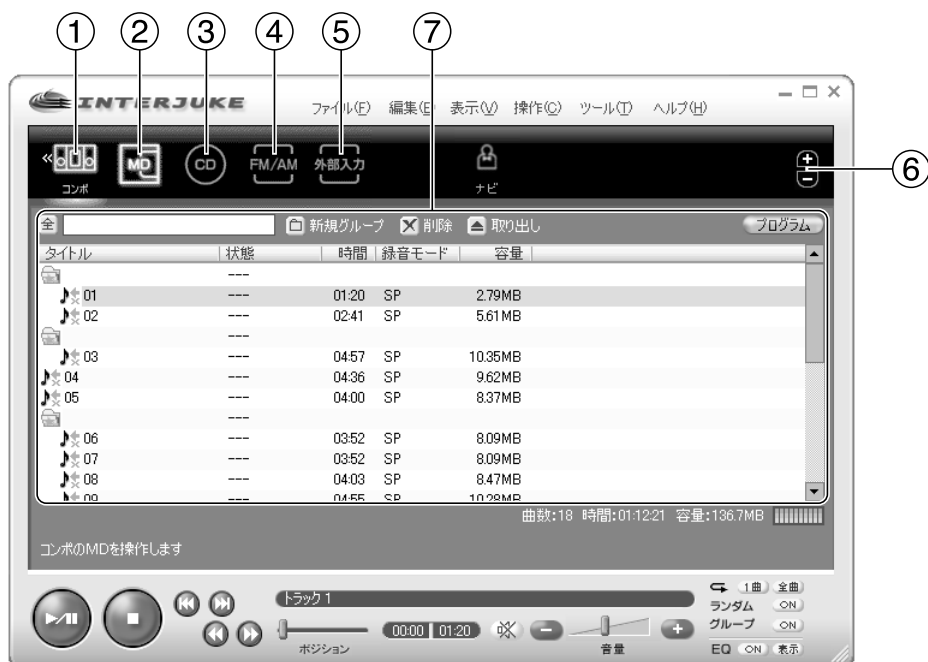 ① ② ③ ④ ⑤ ⑦
INTERJUKE ファイル(F) 編集(E) 表示(V) 操作(C) ツール(T) ヘルプ(H)
MD CD FM/AM 外部入力 ⑥
コンポ ナビ
全 新規グループ 削除 取り出し プログラム
タイトル 状態 時間 録音モード 容量
---
01 --- 01:20 SP 2.79MB
02 --- 02:41 SP 5.61MB
---
03 --- 04:57 SP 10.35MB
04 --- 04:36 SP 9.62MB
05 --- 04:00 SP 8.37MB
---
06 --- 03:52 SP 8.09MB
07 --- 03:52 SP 8.09MB
08 --- 04:03 SP 8.47MB
09 --- 04:55 SP 10.28MB
曲数:18 時間:01:12:21 容量:136.7MB
コンポのMDを操作します
トラック 1 1曲 全曲
ランダム ON
00:00 01:20 グループ ON
ポジション 音量 EQ ON 表示